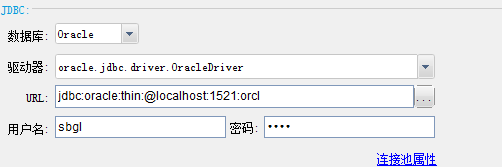 JDBC:
数据库: Oracle
驱动器: oracle.jdbc.driver.OracleDriver
URL: jdbc:oracle:thin:@localhost:1521:orcl ...
用户名: sbgl 密码: ••••
连接池属性